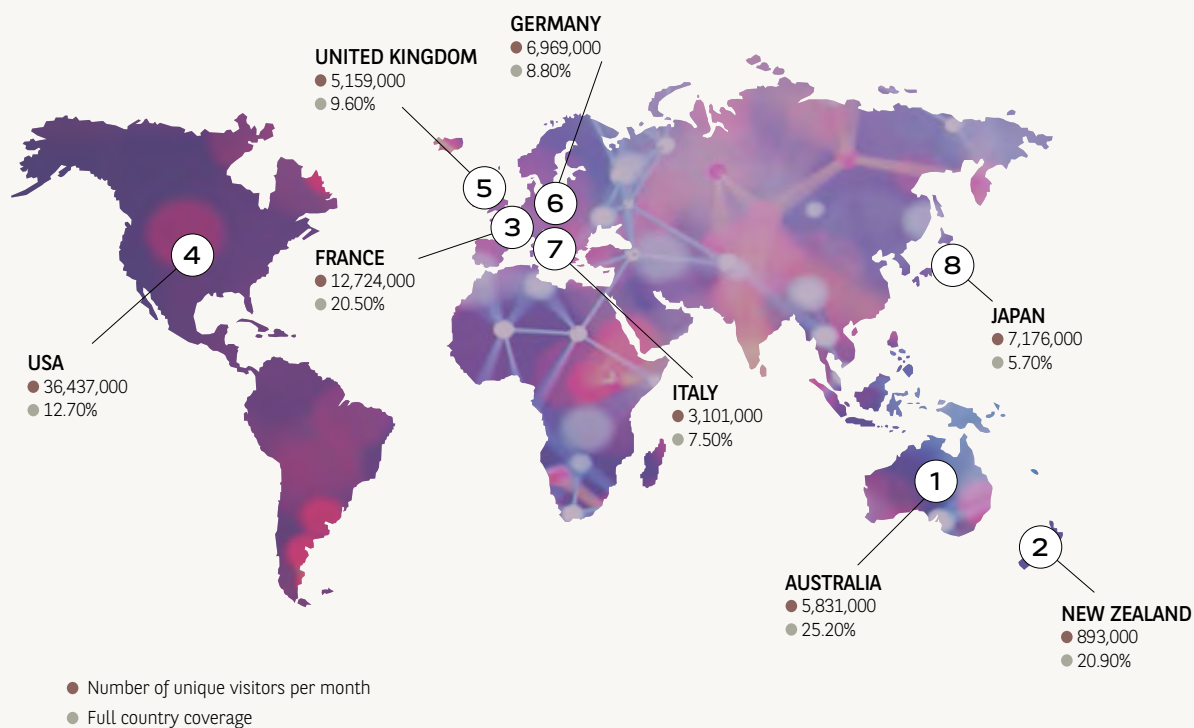 GERMANY
6,969,000
8.80%
UNITED KINGDOM
5,159,000
9.60%
5
6
3
7
4
8
FRANCE
12,724,000
20.50%
JAPAN
7,176,000
5.70%
USA
36,437,000
12.70%
ITALY
3,101,000
7.50%
1
2
AUSTRALIA
5,831,000
25.20%
NEW ZEALAND
893,000
20.90%
Number of unique visitors per month
Full country coverage